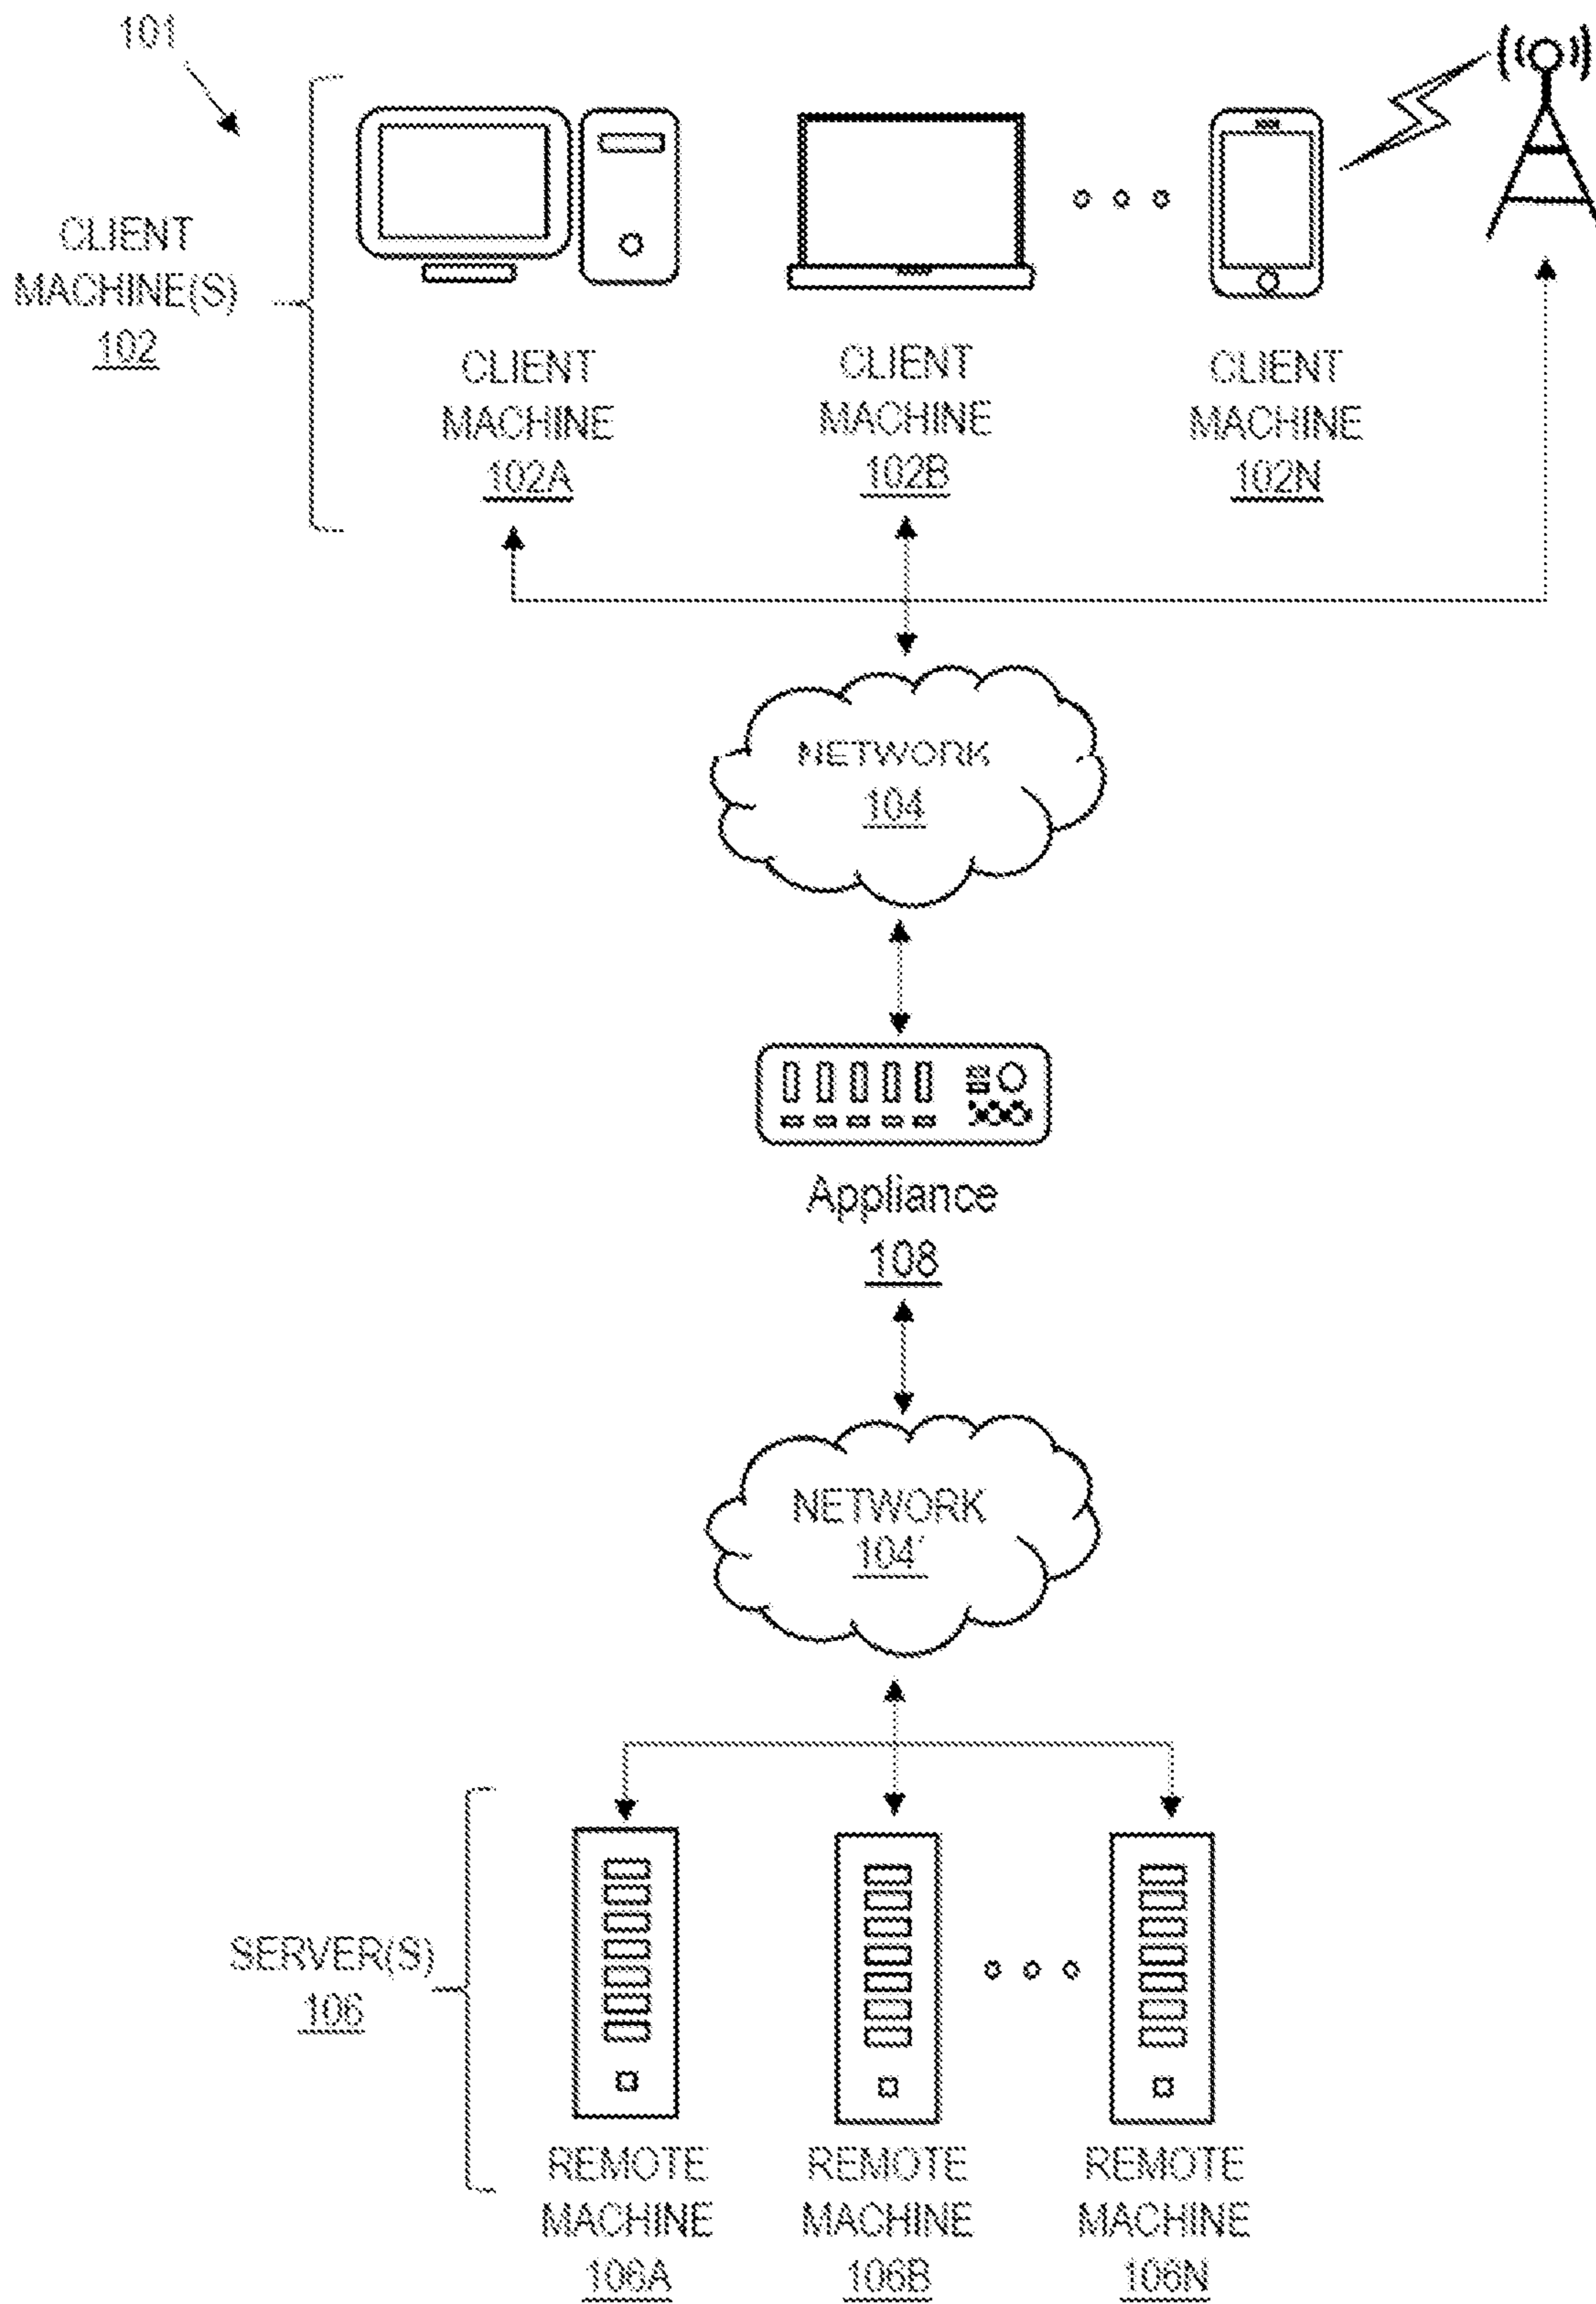 101
CLIENT
MACHINE(S)
102
CLIENT
MACHINE
102A
CLIENT
MACHINE
102B
CLIENT
MACHINE
102N
NETWORK
104
Appliance
108
NETWORK
104'
SERVER(S)
106
REMOTE
MACHINE
106A
REMOTE
MACHINE
106B
REMOTE
MACHINE
106N